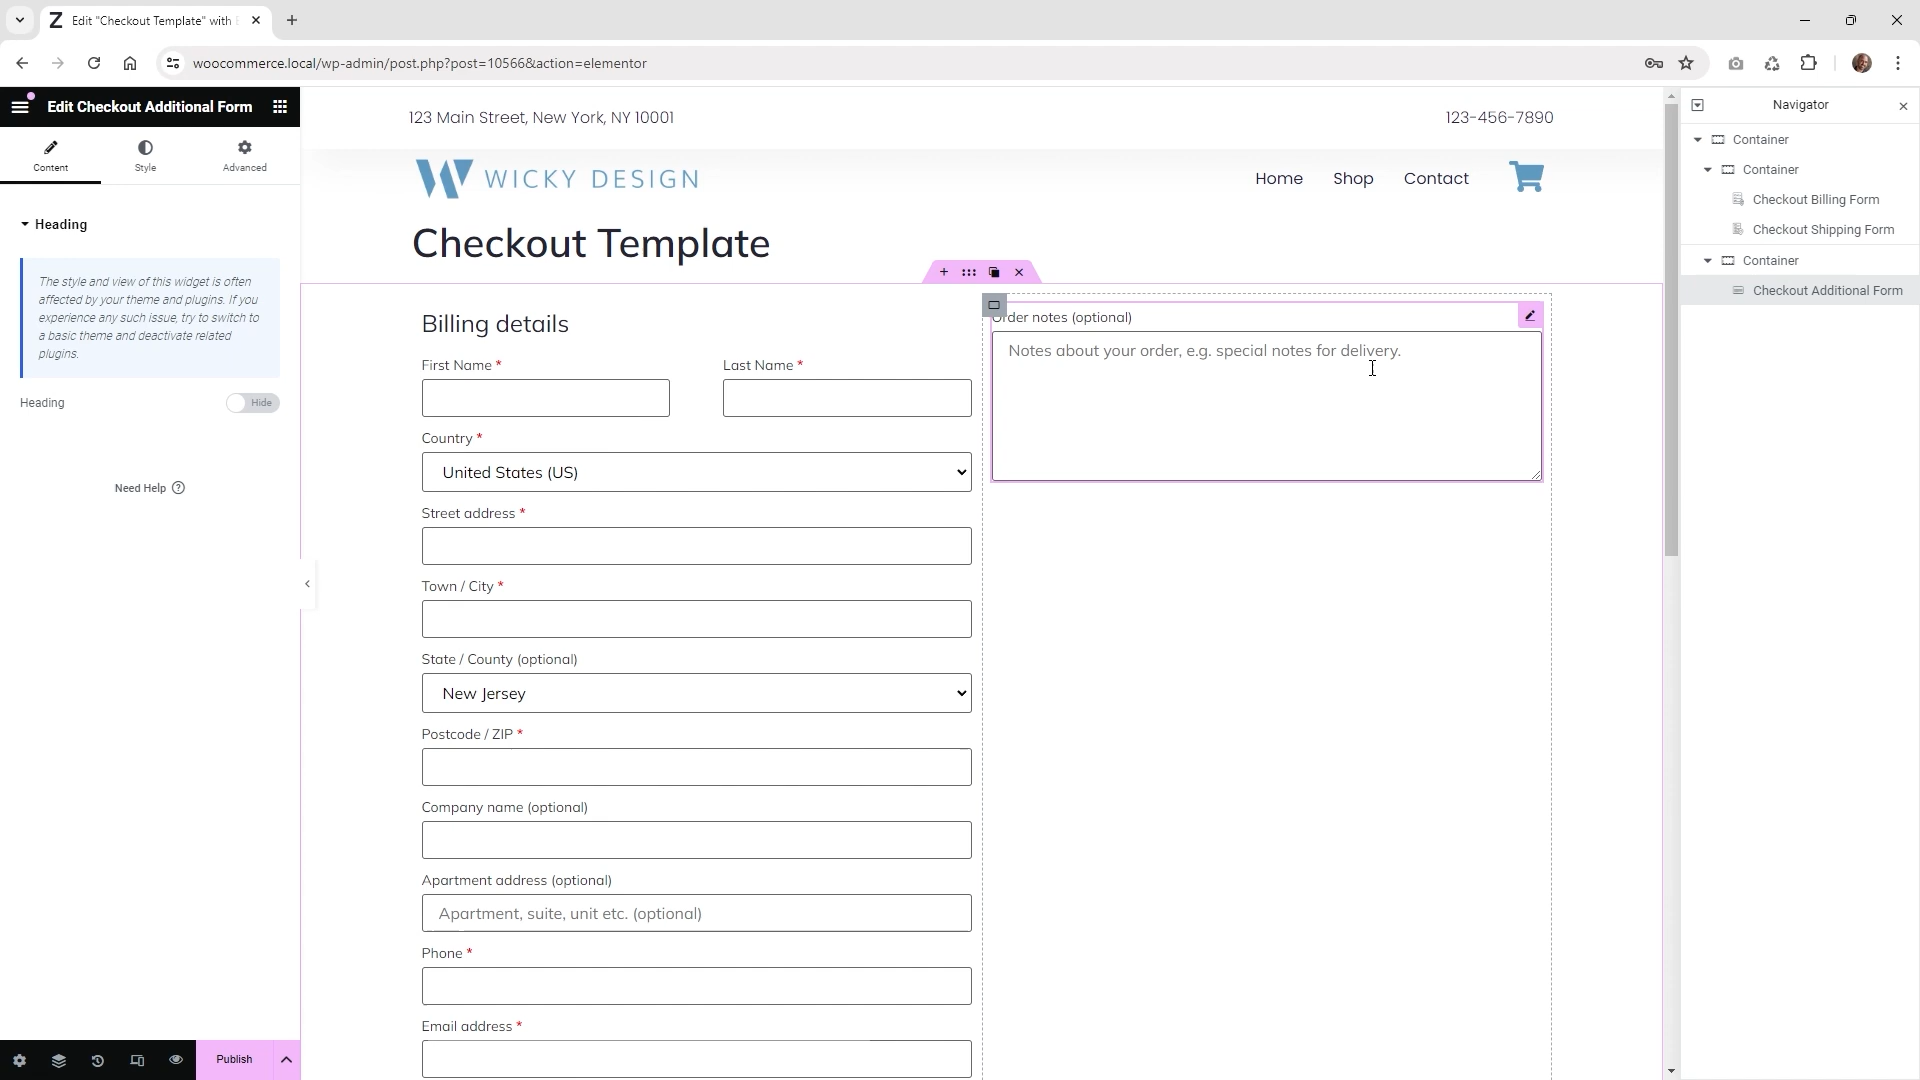 Edit "Checkout Template" with
woocommerce.local/wp-admin/post.php?post=10566&action=elementor
Edit Checkout Additional Form
Content
Style
Advanced
Heading
The style and view of this widget is often
affected by your theme and plugins. If you
experience any such issue, try to switch to
a basic theme and deactivate related
plugins.
Heading
Hide
Need Help
Publish
123 Main Street, New York, NY 10001
123-456-7890
WICKY DESIGN
Home
Shop
Contact
Checkout Template
Billing details
First Name *
Last Name *
Country *
United States (US)
Street address *
Town / City *
State / County (optional)
New Jersey
Postcode / ZIP *
Company name (optional)
Apartment address (optional)
Apartment, suite, unit etc. (optional)
Phone *
Email address *
Order notes (optional)
Notes about your order, e.g. special notes for delivery.
Navigator
Container
Container
Checkout Billing Form
Checkout Shipping Form
Container
Checkout Additional Form